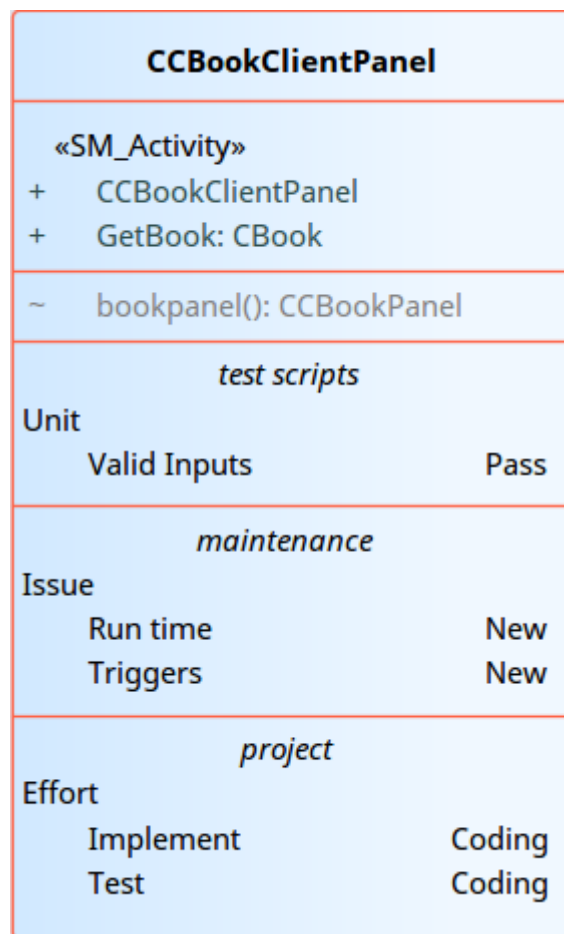 CCBookClientPanel
«SM_Activity»
+ CCBookClientPanel
+ GetBook: CBook
~ bookpanel(): CCBookPanel
test scripts
Unit
Valid Inputs Pass
maintenance
Issue
Run time New
Triggers New
project
Effort
Implement Coding
Test Coding